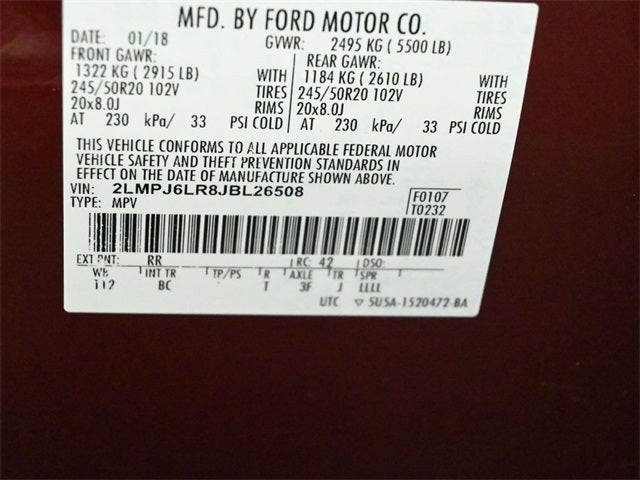 MFD. BY FORD MOTOR CO.
DATE: 01/18 GVWR: 2495 KG ( 5500 LB)
FRONT GAWR: REAR GAWR:
1322 KG ( 2915 LB) WITH 1184 KG ( 2610 LB) WITH
245/50R20 102V TIRES 245/50R20 102V TIRES
20x8.0J RIMS 20x8.0J RIMS
AT 230 kPa/ 33 PSI COLD AT 230 kPa/ 33 PSI COLD
THIS VEHICLE CONFORMS TO ALL APPLICABLE FEDERAL MOTOR
VEHICLE SAFETY AND THEFT PREVENTION STANDARDS IN
EFFECT ON THE DATE OF MANUFACTURE SHOWN ABOVE.
VIN: 2LMPJ6LR8JBL26508 F0107
TYPE: MPV T0232
EXT PNT: RR RC: 42 DSO:
WB INT TR TP/PS R AXLE TR SPR
112 BC T 3F J LLLL
UTC ▽ 5U5A-1520472-BA